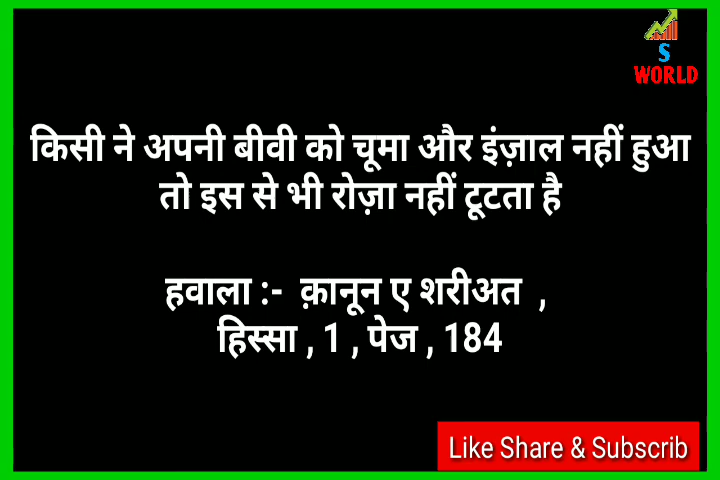 S
WORLD
किसी ने अपनी बीवी को चूमा और इंज़ाल नहीं हुआ
तो इस से भी रोज़ा नहीं टूटता है
हवाला :- क़ानून ए शरीअत ,
हिस्सा , 1 , पेज , 184
Like Share & Subscrib